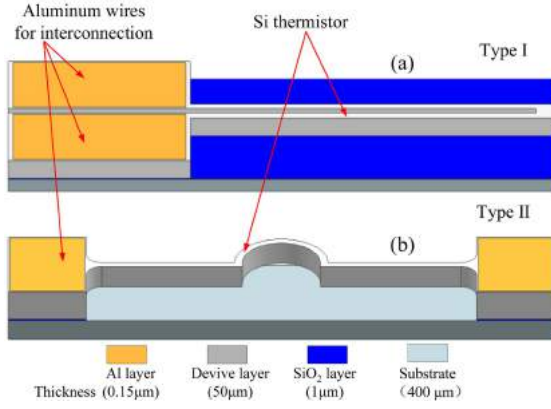 Aluminum wires
for interconnection
Si thermistor
Type I
(a)
Type II
(b)
Al layer
Devive layer
SiO₂ layer
Substrate
Thickness (0.15μm)
(50μm)
(1μm)
(400 μm)